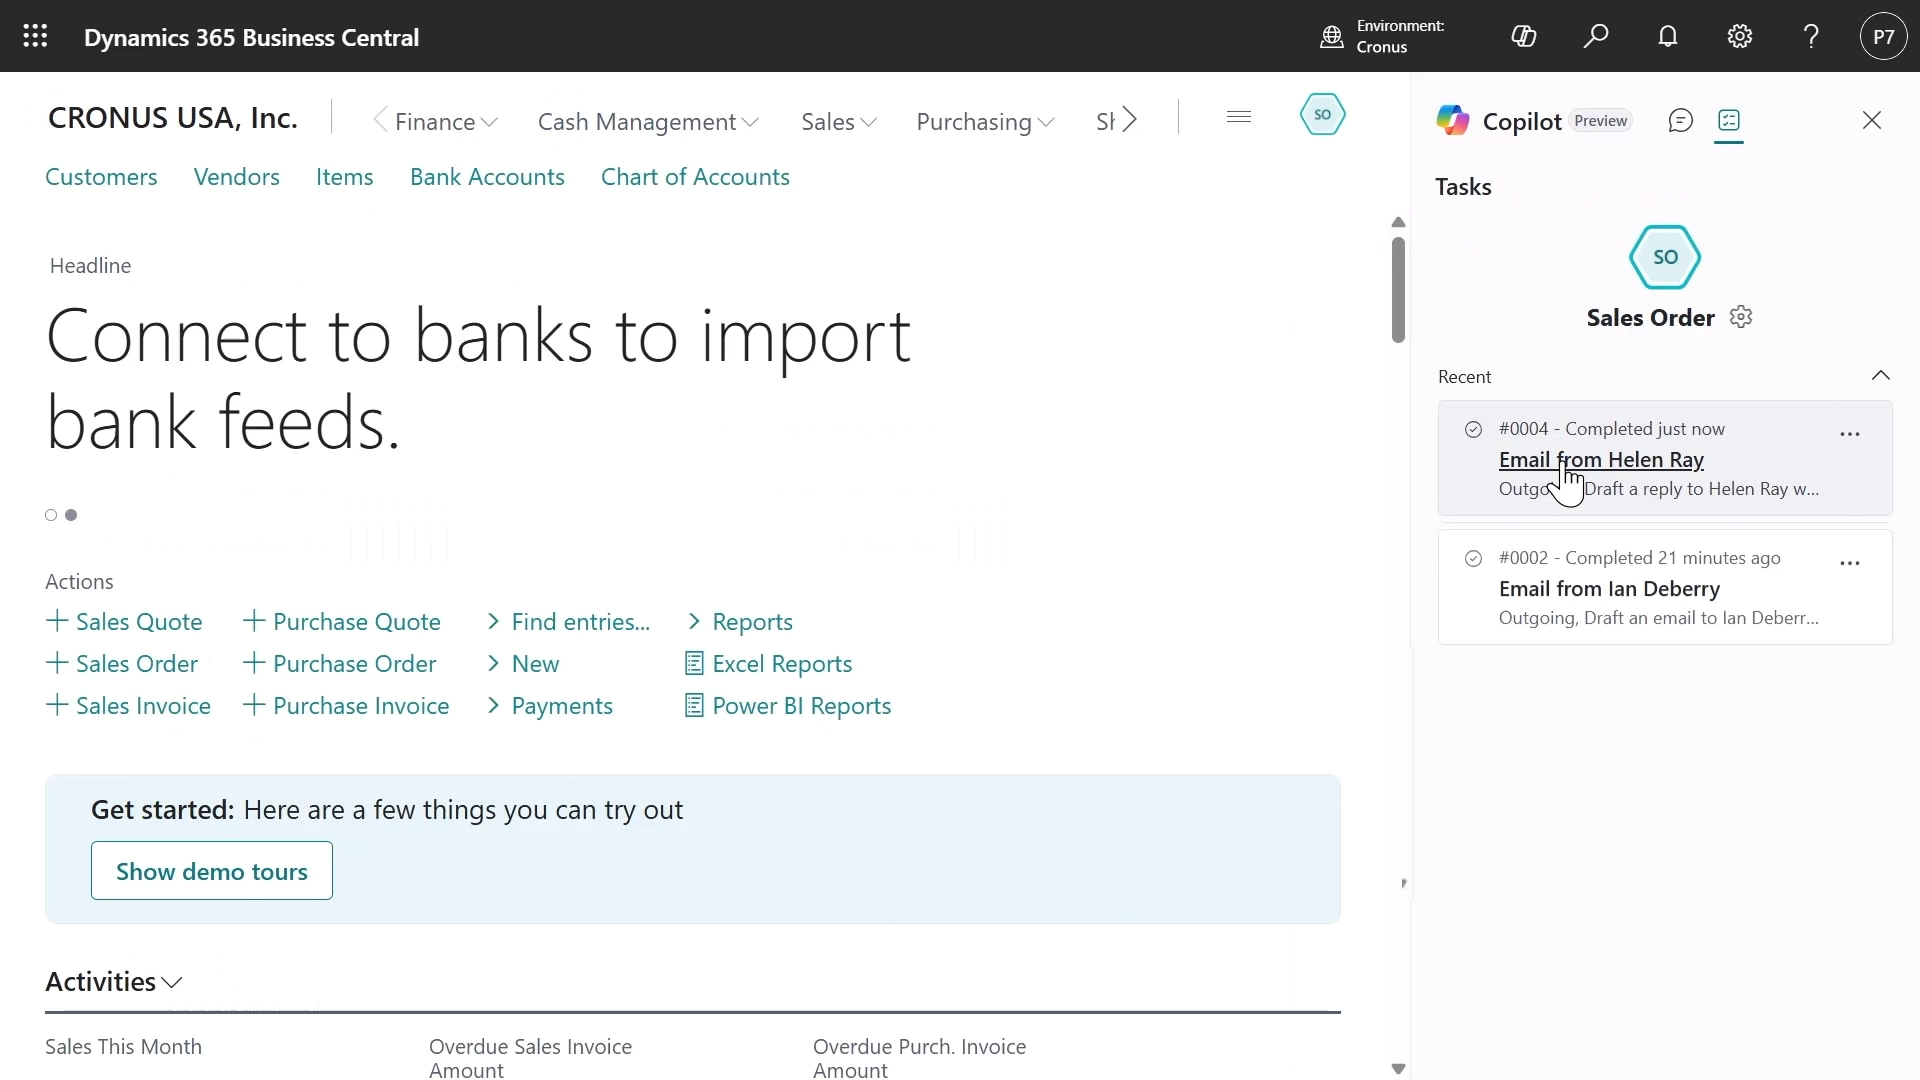 Dynamics 365 Business Central
Environment:
Cronus
P7
CRONUS USA, Inc.
Finance
Cash Management
Sales
Purchasing
SO
Customers
Vendors
Items
Bank Accounts
Chart of Accounts
Headline
Connect to banks to import
bank feeds.
Actions
Sales Quote
Purchase Quote
Find entries...
Reports
Sales Order
Purchase Order
New
Excel Reports
Sales Invoice
Purchase Invoice
Payments
Power BI Reports
Get started: Here are a few things you can try out
Show demo tours
Activities
Sales This Month
Overdue Sales Invoice
Amount
Overdue Purch. Invoice
Amount
Copilot Preview
Tasks
SO
Sales Order
Recent
#0004 - Completed just now
Email from Helen Ray
Draft a reply to Helen Ray w...
#0002 - Completed 21 minutes ago
Email from Ian Deberry
Outgoing, Draft an email to Ian Deberr...